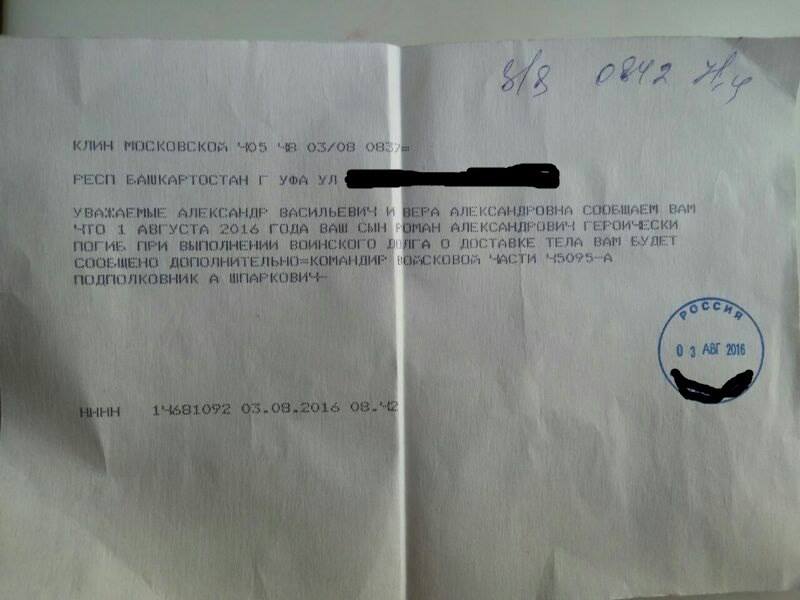 8/8 0842
КЛИН МОСКОВСКОЙ 405 48 03/08 0837=
РЕСП БАШКАРТОСТАН Г УФА УЛ
УВАЖАЕМЫЕ АЛЕКСАНДР ВАСИЛЬЕВИЧ И ВЕРА АЛЕКСАНДРОВНА СООБЩАЕМ ВАМ
ЧТО 1 АВГУСТА 2016 ГОДА ВАШ СЫН РОМАН АЛЕКСАНДРОВИЧ ГЕРОИЧЕСКИ
ПОГИБ ПРИ ВЫПОЛНЕНИИ ВОИНСКОГО ДОЛГА О ДОСТАВКЕ ТЕЛА ВАМ БУДЕТ
СООБЩЕНО ДОПОЛНИТЕЛЬНО=КОМАНДИР ВОЙСКОВОЙ ЧАСТИ 45095-А
ПОДПОЛКОВНИК А ШПАРКОВИЧ-
РОССИЯ
03 АВГ 2016
НННН 14681092 03.08.2016 08.42